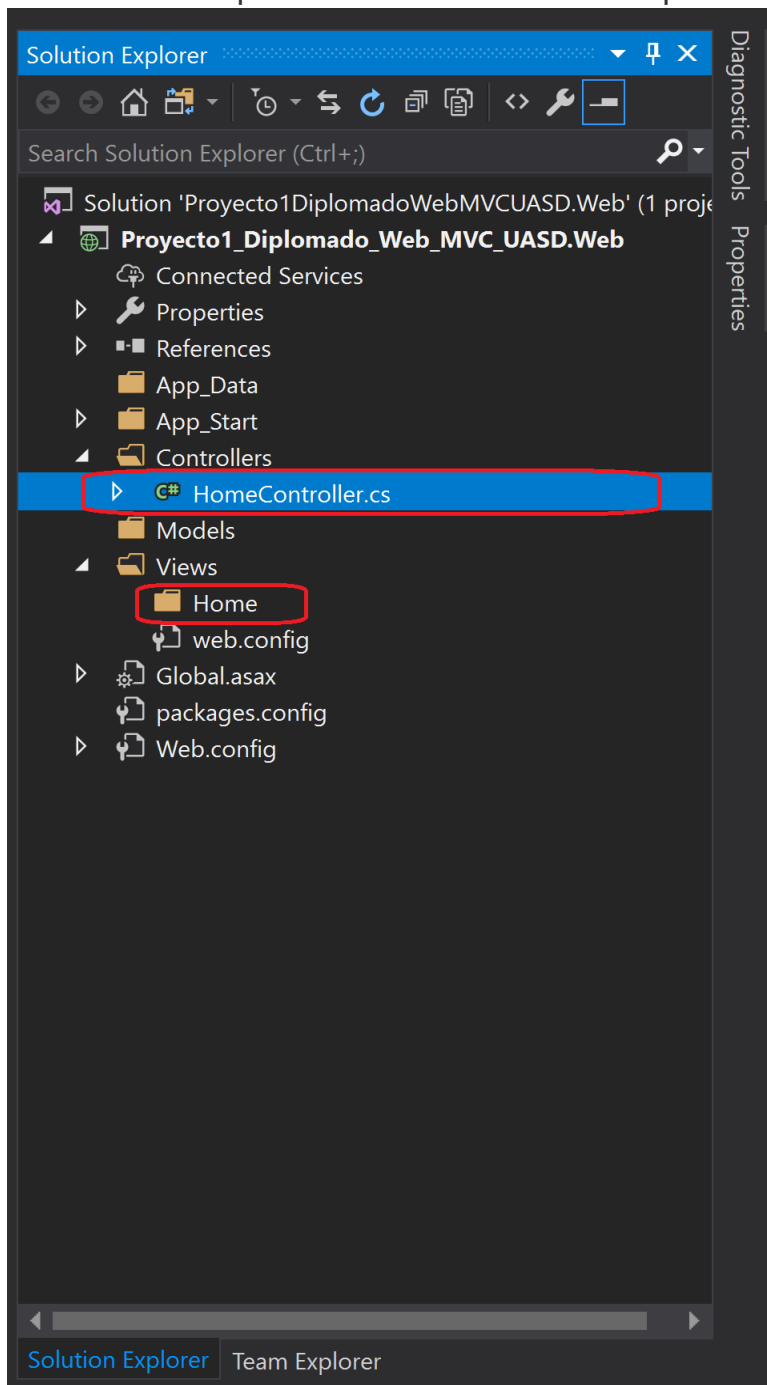 Solution Explorer
Search Solution Explorer (Ctrl+;)
Solution 'Proyecto1DiplomadoWebMVCUASD.Web' (1 proje
Proyecto1_Diplomado_Web_MVC_UASD.Web
Connected Services
Properties
References
App_Data
App_Start
Controllers
C# HomeController.cs
Models
Views
Home
web.config
Global.asax
packages.config
Web.config
Solution Explorer
Team Explorer
Diagnostic Tools
Properties